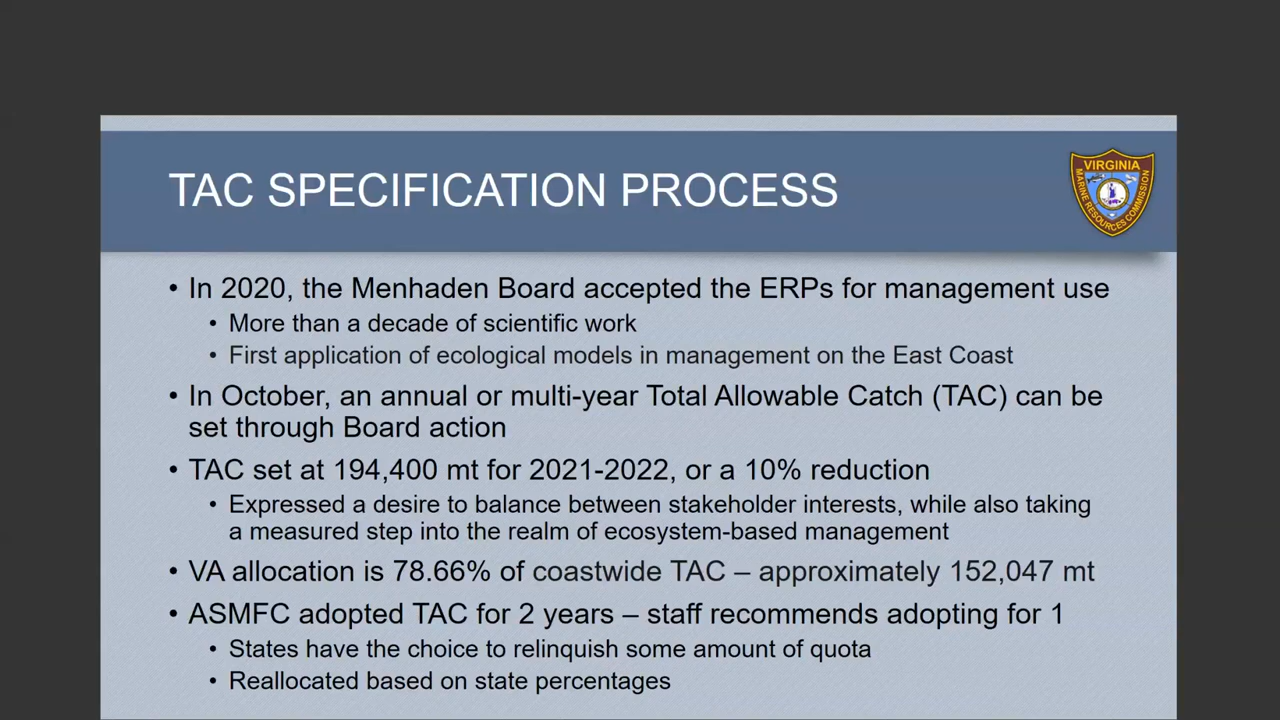 TAC SPECIFICATION PROCESS
VIRGINIA
MARINE RESOURCES COMMISSION
• In 2020, the Menhaden Board accepted the ERPs for management use
• More than a decade of scientific work
• First application of ecological models in management on the East Coast
• In October, an annual or multi-year Total Allowable Catch (TAC) can be
set through Board action
• TAC set at 194,400 mt for 2021-2022, or a 10% reduction
• Expressed a desire to balance between stakeholder interests, while also taking
a measured step into the realm of ecosystem-based management
• VA allocation is 78.66% of coastwide TAC – approximately 152,047 mt
• ASMFC adopted TAC for 2 years – staff recommends adopting for 1
• States have the choice to relinquish some amount of quota
• Reallocated based on state percentages